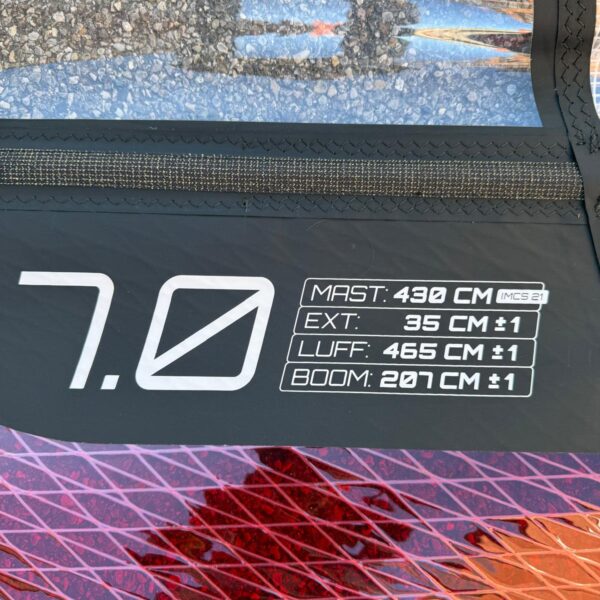 7.0
MAST: 430 CM IMCS 21
EXT: 35 CM ±1
LUFF: 465 CM ±1
BOOM: 207 CM ±1